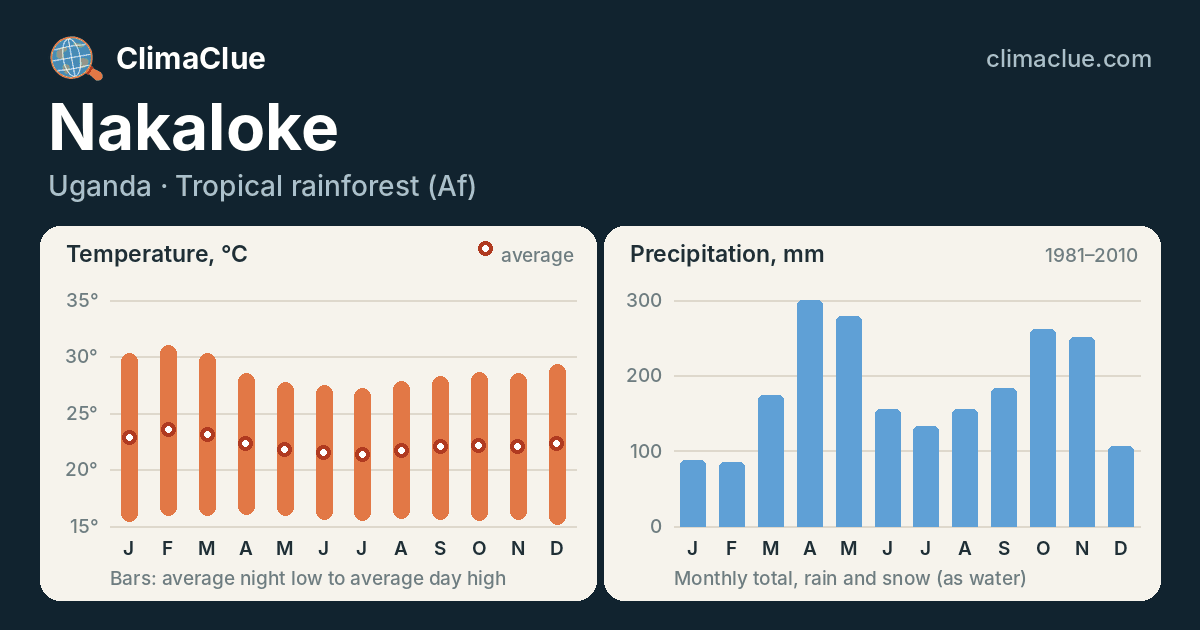 ClimaClue
climaclue.com
Nakaloke
Uganda · Tropical rainforest (Af)
Temperature, °C
average
35°
30°
25°
20°
15°
J F M A M J J A S O N D
Bars: average night low to average day high
Precipitation, mm
1981–2010
300
200
100
0
J F M A M J J A S O N D
Monthly total, rain and snow (as water)